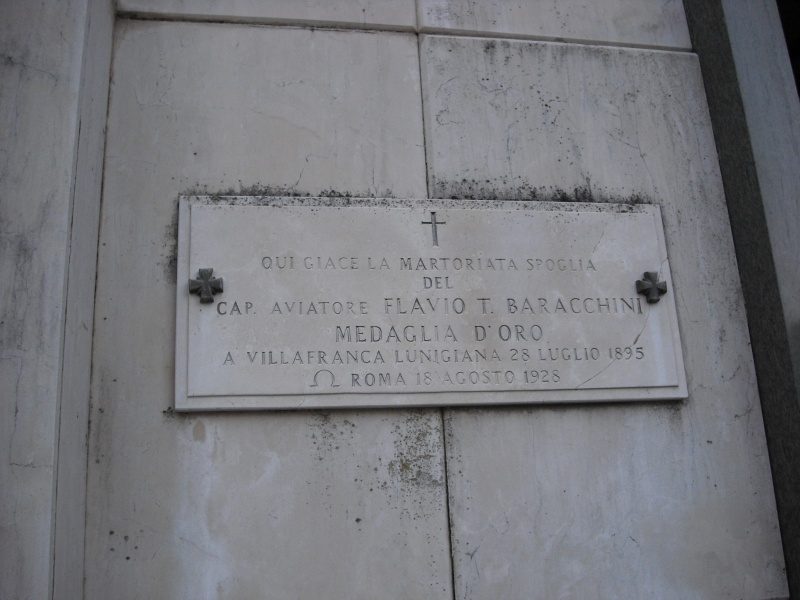 QUI GIACE LA MARTORIATA SPOGLIA
DEL
CAP. AVIATORE FLAVIO T. BARACCHINI
MEDAGLIA D'ORO
Α VILLAFRANCA LUNIGIANA 28 LUGLIO 1895
Ω ROMA 18 AGOSTO 1928